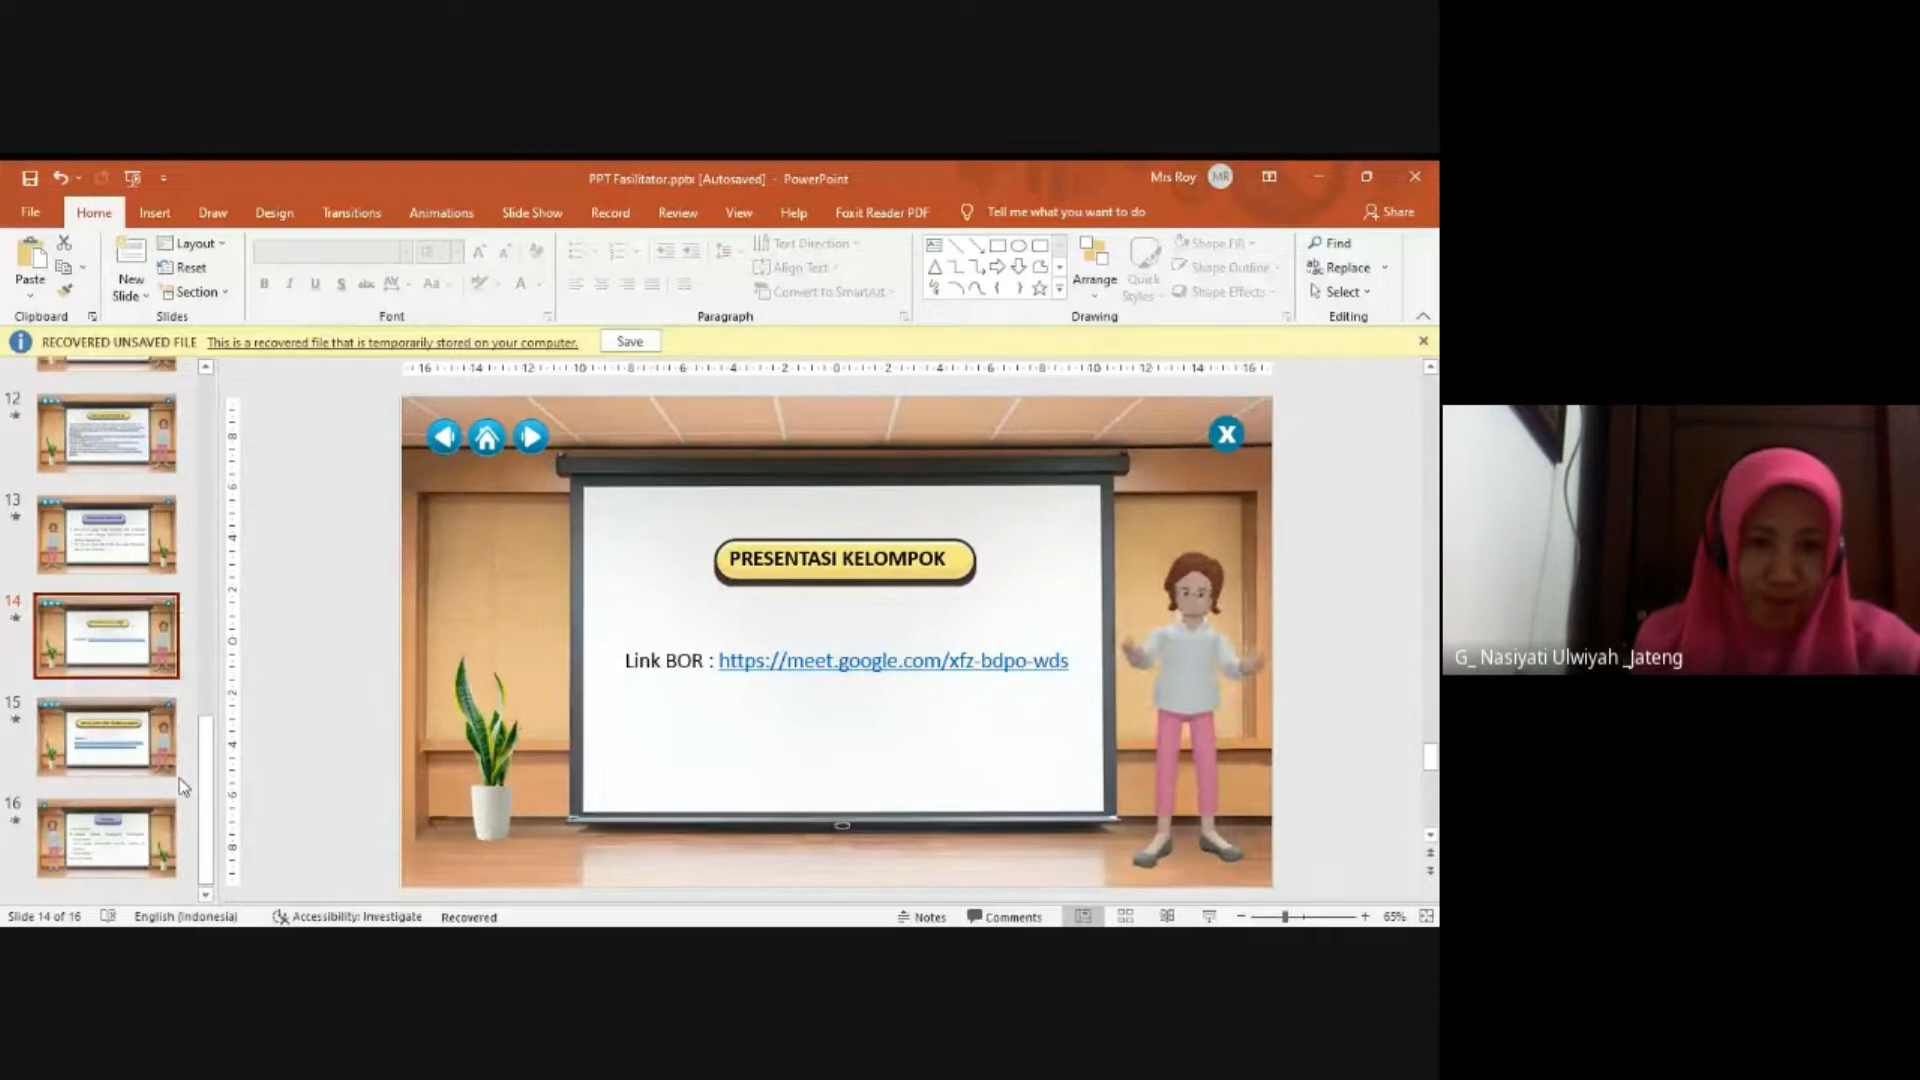 PPT Fasilitator.pptx [Autosaved] - PowerPoint
Mrs Roy
MR
File
Home
Insert
Draw
Design
Transitions
Animations
Slide Show
Record
Review
View
Help
Foxit Reader PDF
Tell me what you want to do
Share
Paste
New
Slide
Layout
Reset
Section
Text Direction
Align Text
Convert to SmartArt
Arrange
Quick
Styles
Shape Fill
Shape Outline
Shape Effects
Find
Replace
Select
Clipboard
Slides
Font
Paragraph
Drawing
Editing
RECOVERED UNSAVED FILE This is a recovered file that is temporarily stored on your computer. Save
12
13
14
15
16
PRESENTASI KELOMPOK
Link BOR : https://meet.google.com/xfz-bdpo-wds
G_ Nasiyati Ulwiyah _Jateng
Slide 14 of 16
English (Indonesia)
Accessibility: Investigate
Recovered
Notes
Comments
65%